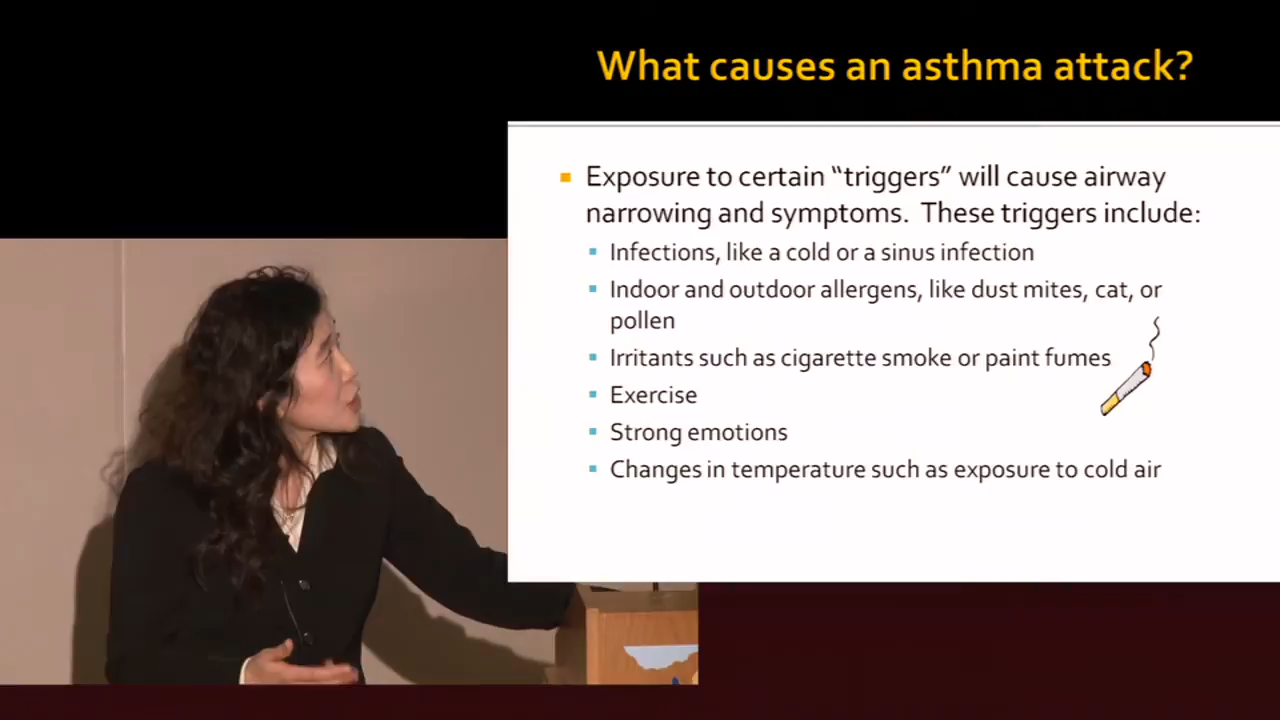 What causes an asthma attack?
▪ Exposure to certain “triggers” will cause airway
narrowing and symptoms.  These triggers include:
▪ Infections, like a cold or a sinus infection
▪ Indoor and outdoor allergens, like dust mites, cat, or
pollen
▪ Irritants such as cigarette smoke or paint fumes
▪ Exercise
▪ Strong emotions
▪ Changes in temperature such as exposure to cold air